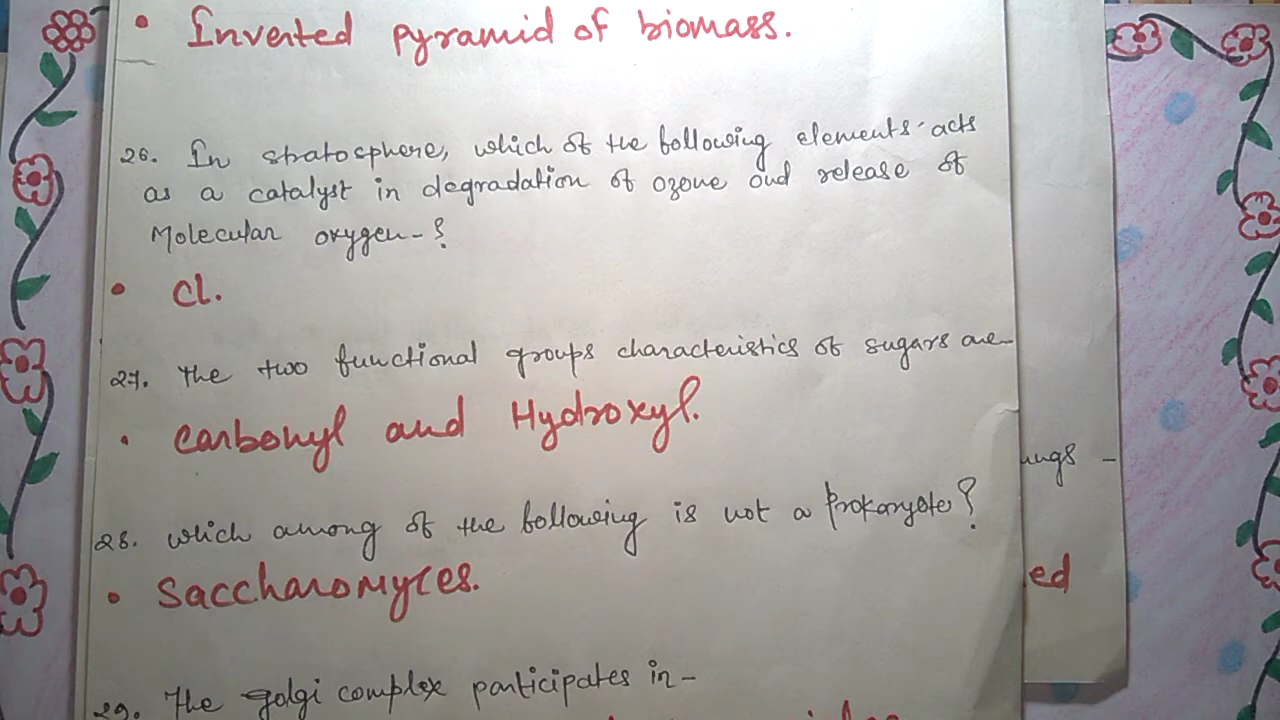 • Inverted pyramid of biomass.
26. In stratosphere, which of the following elements acts
as a catalyst in degradation of ozone and release of
Molecular oxygen-?
• Cl.
27. The two functional groups characteristics of sugars are-
• Carbonyl and Hydroxyl.
ungs -
28. which among of the following is not a Prokaryote?
• Saccharomyces.
ed
29. The golgi complex participates in-